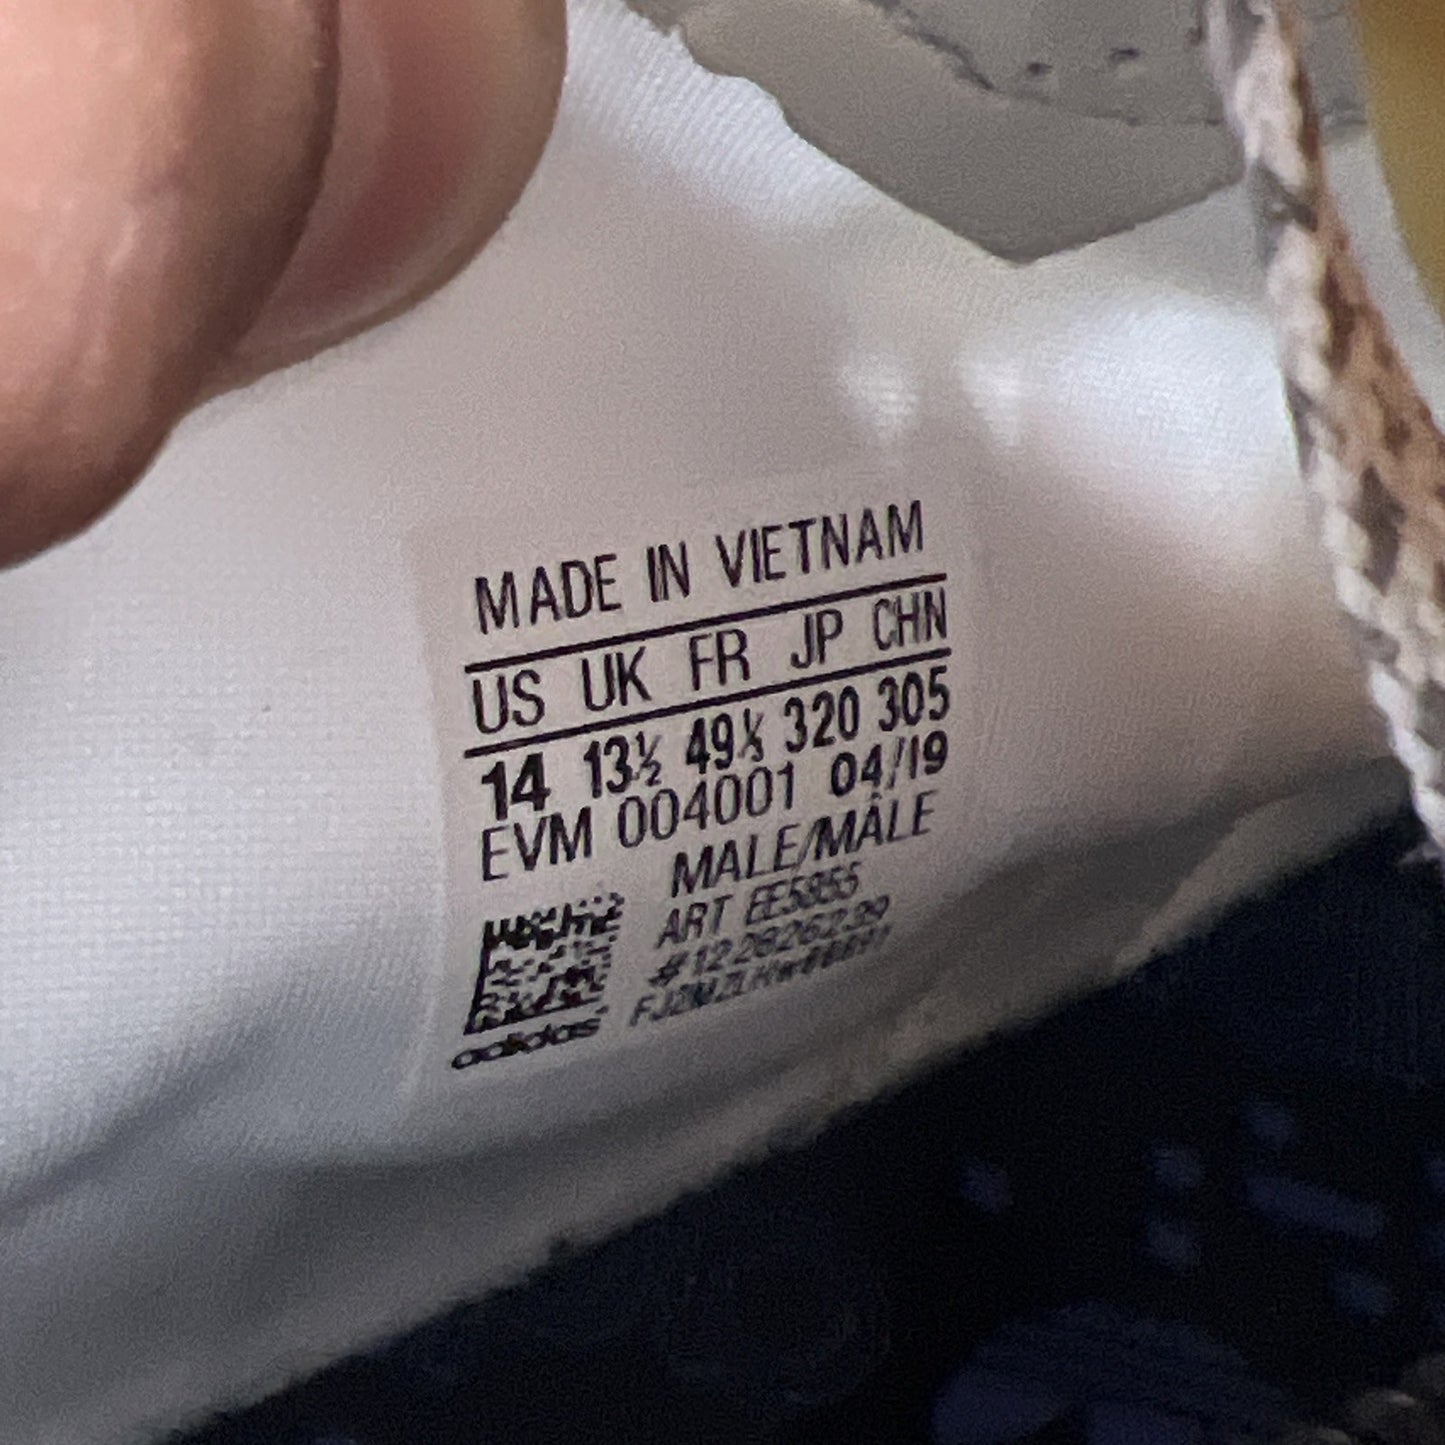 MADE IN VIETNAM
US UK FR JP CHN
14 13½ 49⅓ 320 305
EVM 004001 04/19
MALE/MÂLE
ART EE5855
adidas